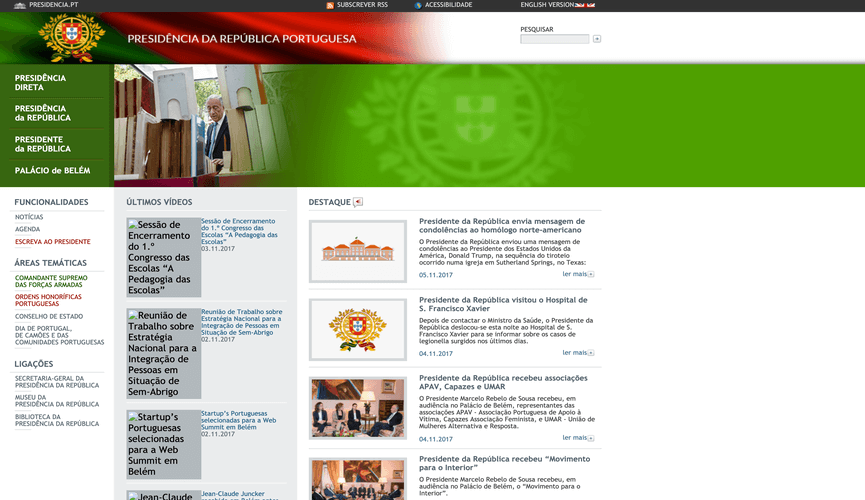 PRESIDENCIA.PT
SUBSCREVER RSS
ACESSIBILIDADE
ENGLISH VERSION
PRESIDÊNCIA DA REPÚBLICA PORTUGUESA
PESQUISAR
PRESIDÊNCIA
DIRETA
PRESIDÊNCIA
da REPÚBLICA
PRESIDENTE
da REPÚBLICA
PALÁCIO de BELÉM
FUNCIONALIDADES
NOTÍCIAS
AGENDA
ESCREVA AO PRESIDENTE
ÁREAS TEMÁTICAS
COMANDANTE SUPREMO
DAS FORÇAS ARMADAS
ORDENS HONORÍFICAS
PORTUGUESAS
CONSELHO DE ESTADO
DIA DE PORTUGAL,
DE CAMÕES E DAS
COMUNIDADES PORTUGUESAS
LIGAÇÕES
SECRETARIA-GERAL DA
PRESIDÊNCIA DA REPÚBLICA
MUSEU DA
PRESIDÊNCIA DA REPÚBLICA
BIBLIOTECA DA
PRESIDÊNCIA DA REPÚBLICA
ÚLTIMOS VÍDEOS
Sessão de
Encerramento
do 1.º
Congresso das
Escolas “A
Pedagogia das
Escolas”
Sessão de Encerramento
do 1.º Congresso das
Escolas “A Pedagogia das
Escolas”
03.11.2017
Reunião de
Trabalho sobre
Estratégia
Nacional para a
Integração de
Pessoas em
Situação de
Sem-Abrigo
Reunião de Trabalho sobre
Estratégia Nacional para a
Integração de Pessoas em
Situação de Sem-Abrigo
02.11.2017
Startup’s
Portuguesas
selecionadas
para a Web
Summit em
Belém
Startup’s Portuguesas
selecionadas para a Web
Summit em Belém
02.11.2017
Jean-Claude
Jean-Claude Juncker
DESTAQUE
Presidente da República envia mensagem de
condolências ao homólogo norte-americano
O Presidente da República enviou uma mensagem de
condolências ao Presidente dos Estados Unidos da
América, Donald Trump, na sequência do tiroteio
ocorrido numa igreja em Sutherland Springs, no Texas:
05.11.2017
ler mais
Presidente da República visitou o Hospital de
S. Francisco Xavier
Depois de contactar o Ministro da Saúde, o Presidente da
República deslocou-se esta noite ao Hospital de S.
Francisco Xavier para se informar sobre os casos de
legionella surgidos nos últimos dias.
04.11.2017
ler mais
Presidente da República recebeu associações
APAV, Capazes e UMAR
O Presidente Marcelo Rebelo de Sousa recebeu, em
audiência no Palácio de Belém, representantes das
associações APAV - Associação Portuguesa de Apoio à
Vítima, Capazes Associação Feminista, e UMAR - União de
Mulheres Alternativa e Resposta.
04.11.2017
ler mais
Presidente da República recebeu “Movimento
para o Interior”
O Presidente Marcelo Rebelo de Sousa, recebeu, em
audiência no Palácio de Belém, o “Movimento para o
Interior”.